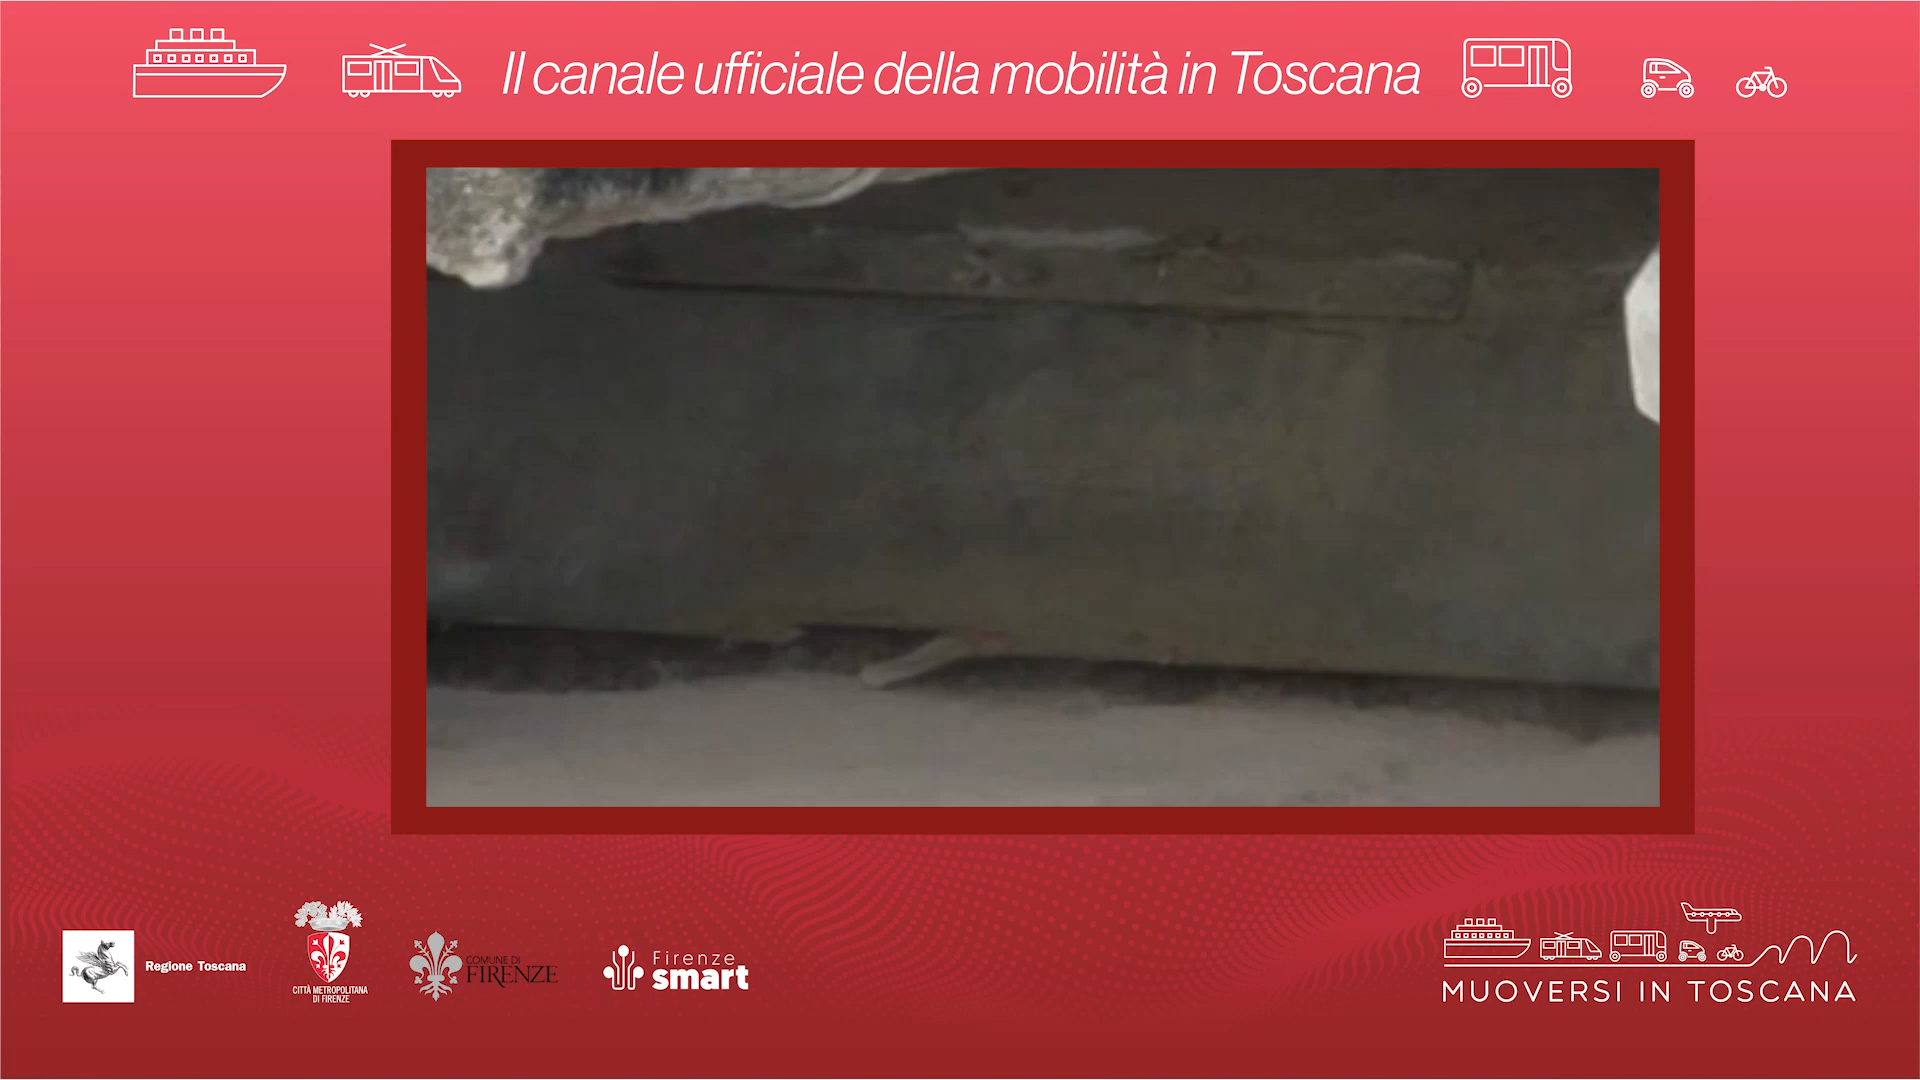 Il canale ufficiale della mobilità in Toscana
Regione Toscana
CITTÀ METROPOLITANA
DI FIRENZE
COMUNE DI
FIRENZE
Firenze
smart
MUOVERSI IN TOSCANA